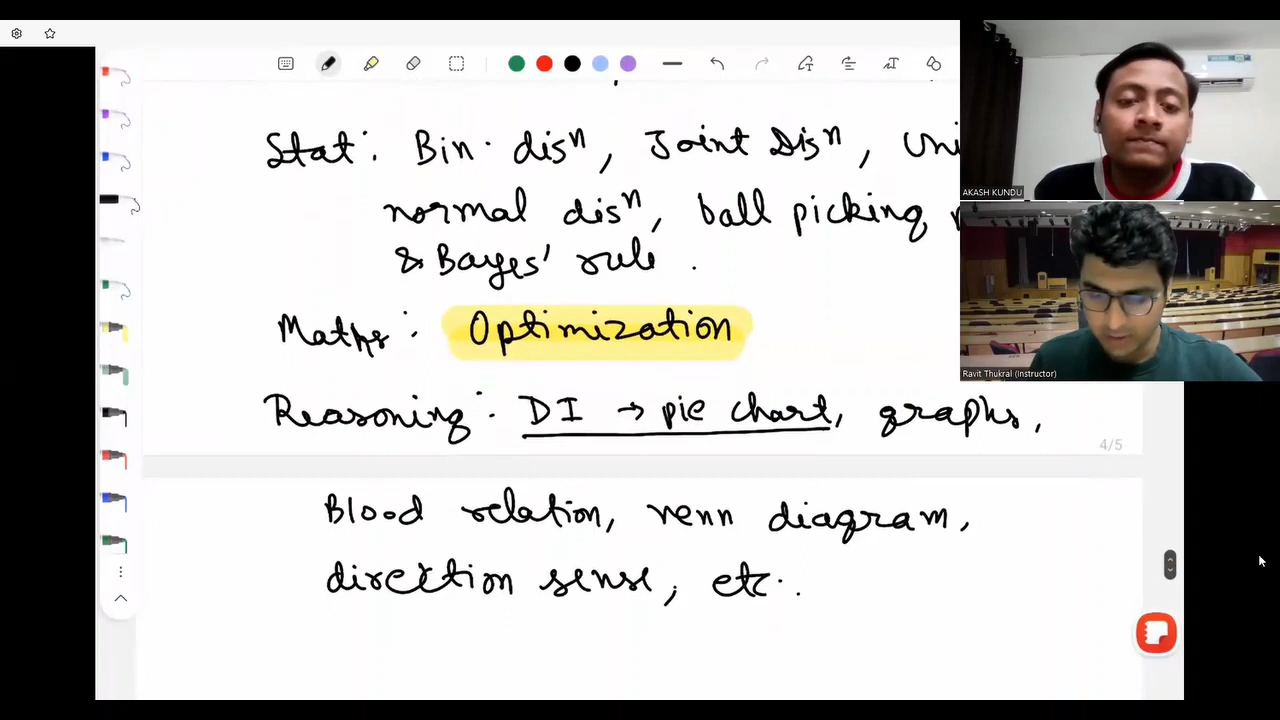 Stat: Bin. disⁿ, Joint Disⁿ,
normal disⁿ, ball picking
& Bayes' rule.
Maths: Optimization
Reasoning: DI → pie chart, graphs,
4/5
Blood relation, venn diagram,
direction sense, etc.
AKASH KUNDU
Ravit Thukral (Instructor)